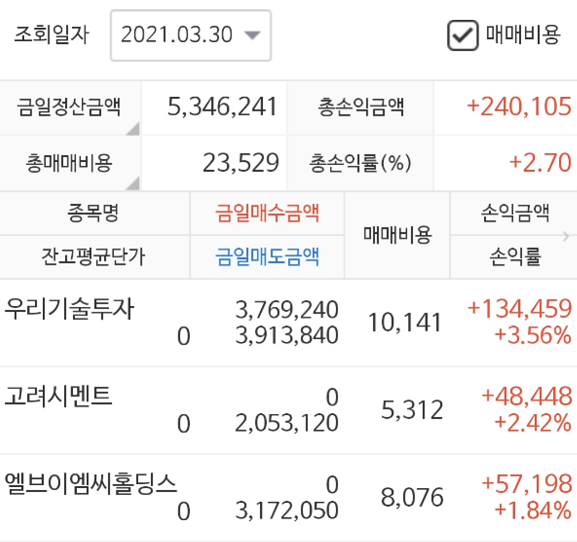 조회일자 2021.03.30 매매비용
금일정산금액 5,346,241 총손익금액 +240,105
총매매비용 23,529 총손익률(%) +2.70
종목명 금일매수금액 매매비용 손익금액
잔고평균단가 금일매도금액 손익률
우리기술투자 3,769,240 10,141 +134,459
0 3,913,840 +3.56%
고려시멘트 0 5,312 +48,448
0 2,053,120 +2.42%
엘브이엠씨홀딩스 0 8,076 +57,198
0 3,172,050 +1.84%